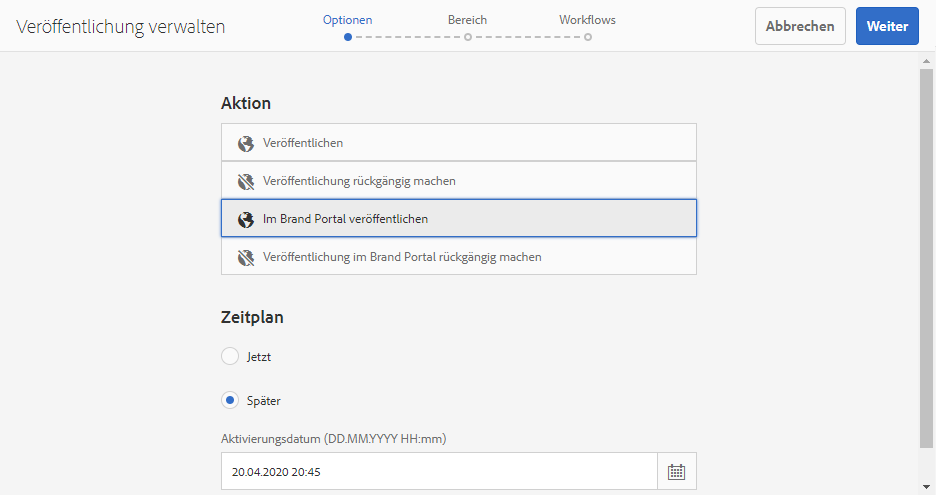 Veröffentlichung verwalten
Optionen
Bereich
Workflows
Abbrechen
Weiter
Aktion
Veröffentlichen
Veröffentlichung rückgängig machen
Im Brand Portal veröffentlichen
Veröffentlichung im Brand Portal rückgängig machen
Zeitplan
Jetzt
Später
Aktivierungsdatum (DD.MM.YYYY HH:mm)
20.04.2020 20:45